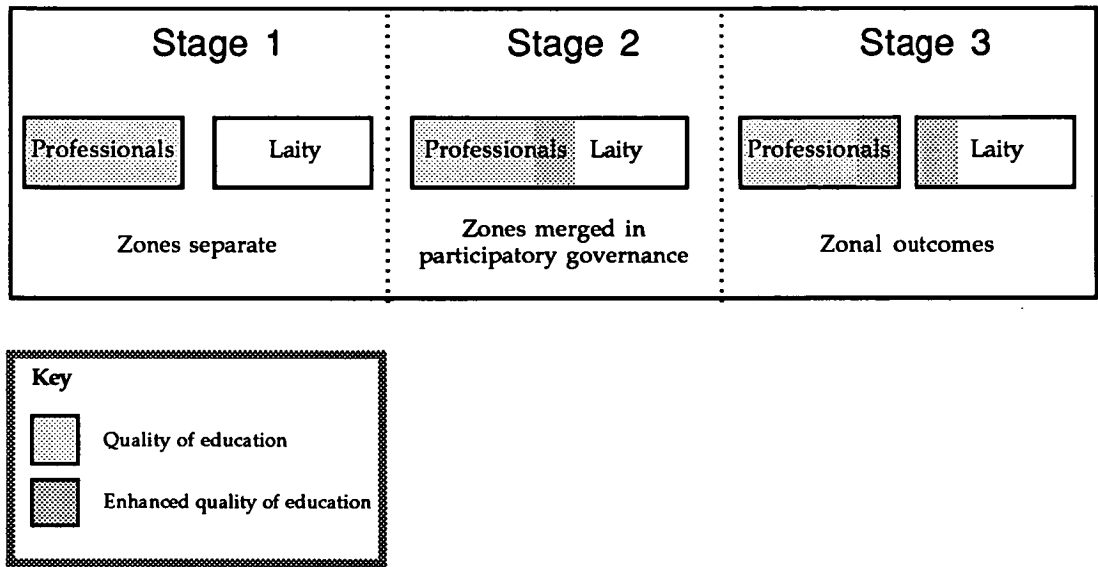 Stage 1
Stage 2
Stage 3
Professionals
Laity
Professionals Laity
Professionals
Laity
Zones separate
Zones merged in
participatory governance
Zonal outcomes
Key
Quality of education
Enhanced quality of education